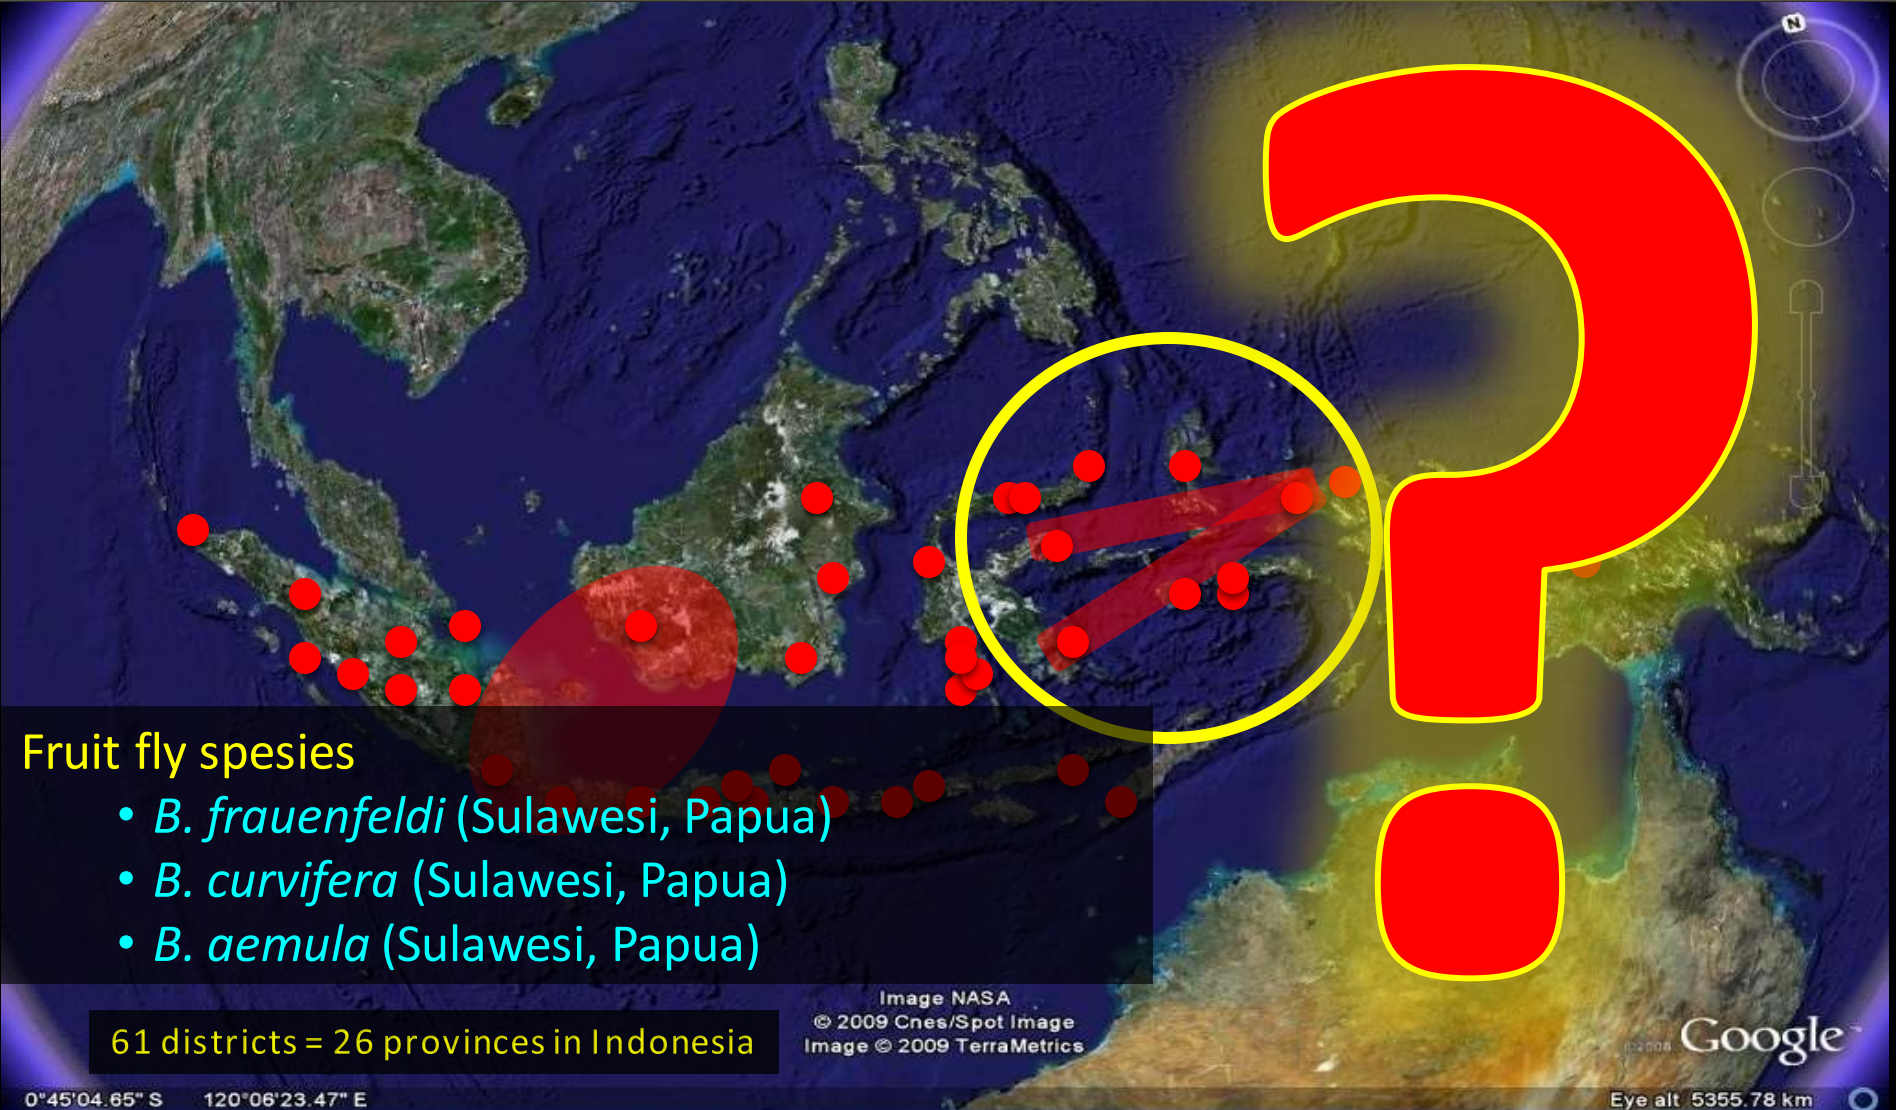 N
Fruit fly spesies
• B. frauenfeldi (Sulawesi, Papua)
• B. curvifera (Sulawesi, Papua)
• B. aemula (Sulawesi, Papua)
61 districts = 26 provinces in Indonesia
Image NASA
© 2009 Cnes/Spot Image
Image © 2009 TerraMetrics
©2008 Google™
0°45'04.65" S 120°06'23.47" E
Eye alt 5355.78 km
?